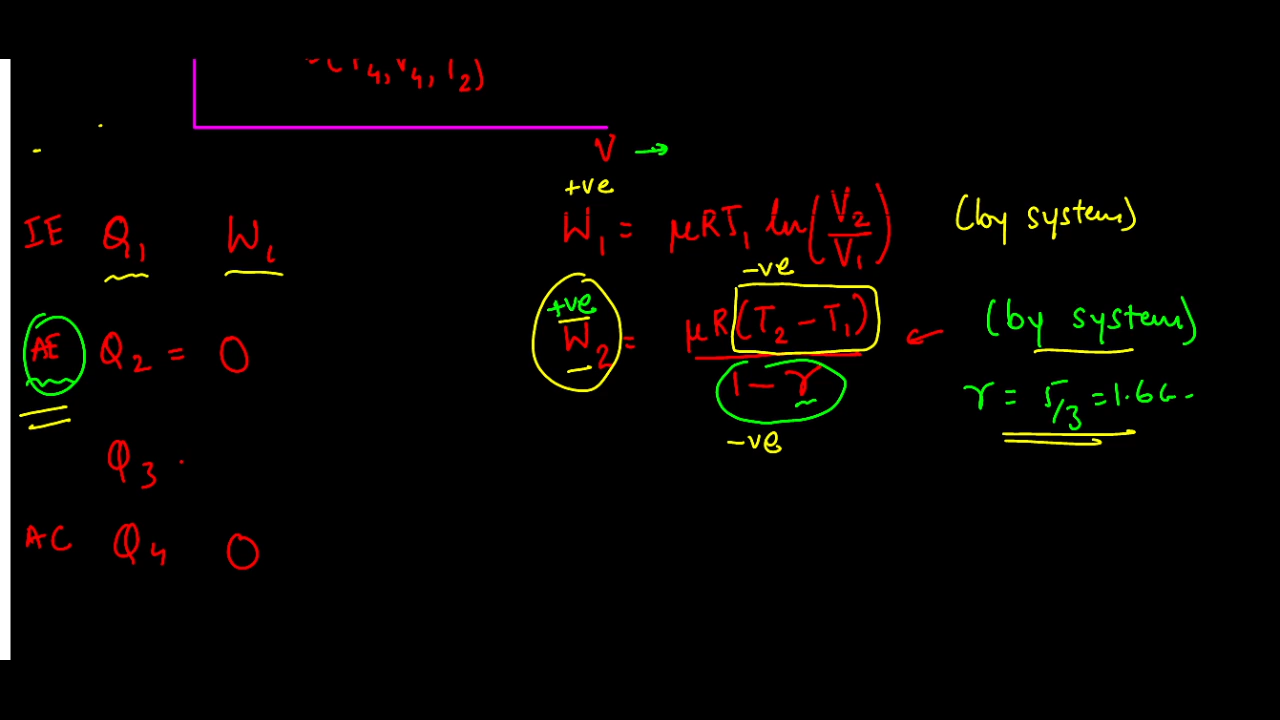 4, V4, T2)
V →
+ve
IE Q1 W1 W1 = μRT1 ln(V2/V1) (by system)
-ve
+ve
AE Q2 = 0 W2 = μR(T2 - T1) / 1 - γ ← (by system)
-ve
γ = 5/3 = 1.66.
Q3
AC Q4 0